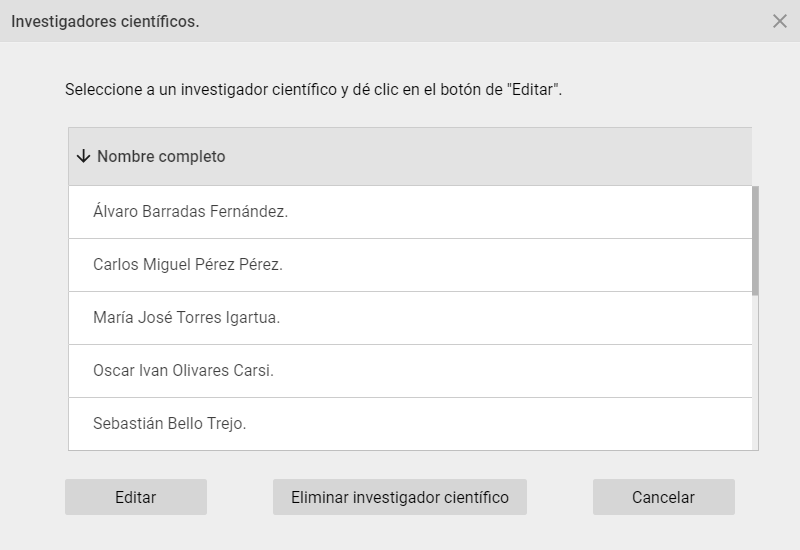 Investigadores científicos.
Seleccione a un investigador científico y dé clic en el botón de "Editar".
Nombre completo
Álvaro Barradas Fernández.
Carlos Miguel Pérez Pérez.
María José Torres Igartua.
Oscar Ivan Olivares Carsi.
Sebastián Bello Trejo.
Editar Eliminar investigador científico Cancelar